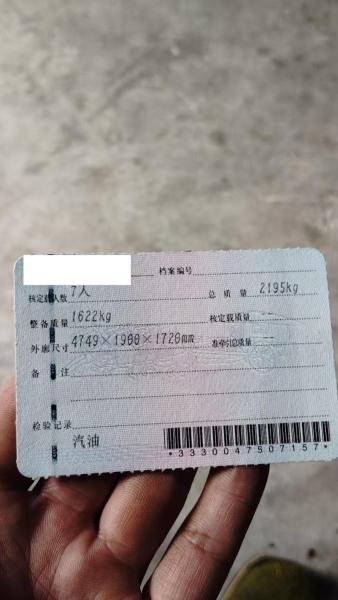 档案编号
核定载人数 7人 总质量 2195kg
整备质量 1622kg 核定载质量
外廓尺寸 4749×1900×1720mm 准牵引总质量
备注
检验记录
汽油
*3330047507157*